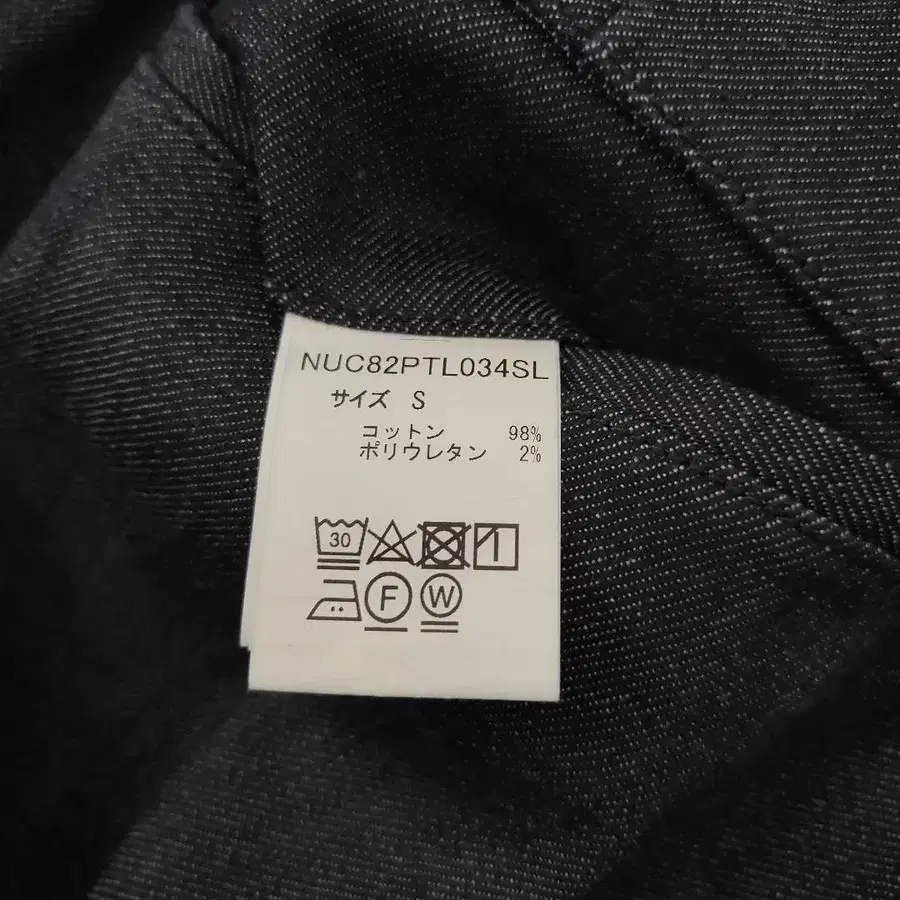 NUC82PTL034SL
サイズ S
コットン 98%
ポリウレタン 2%
30
F W